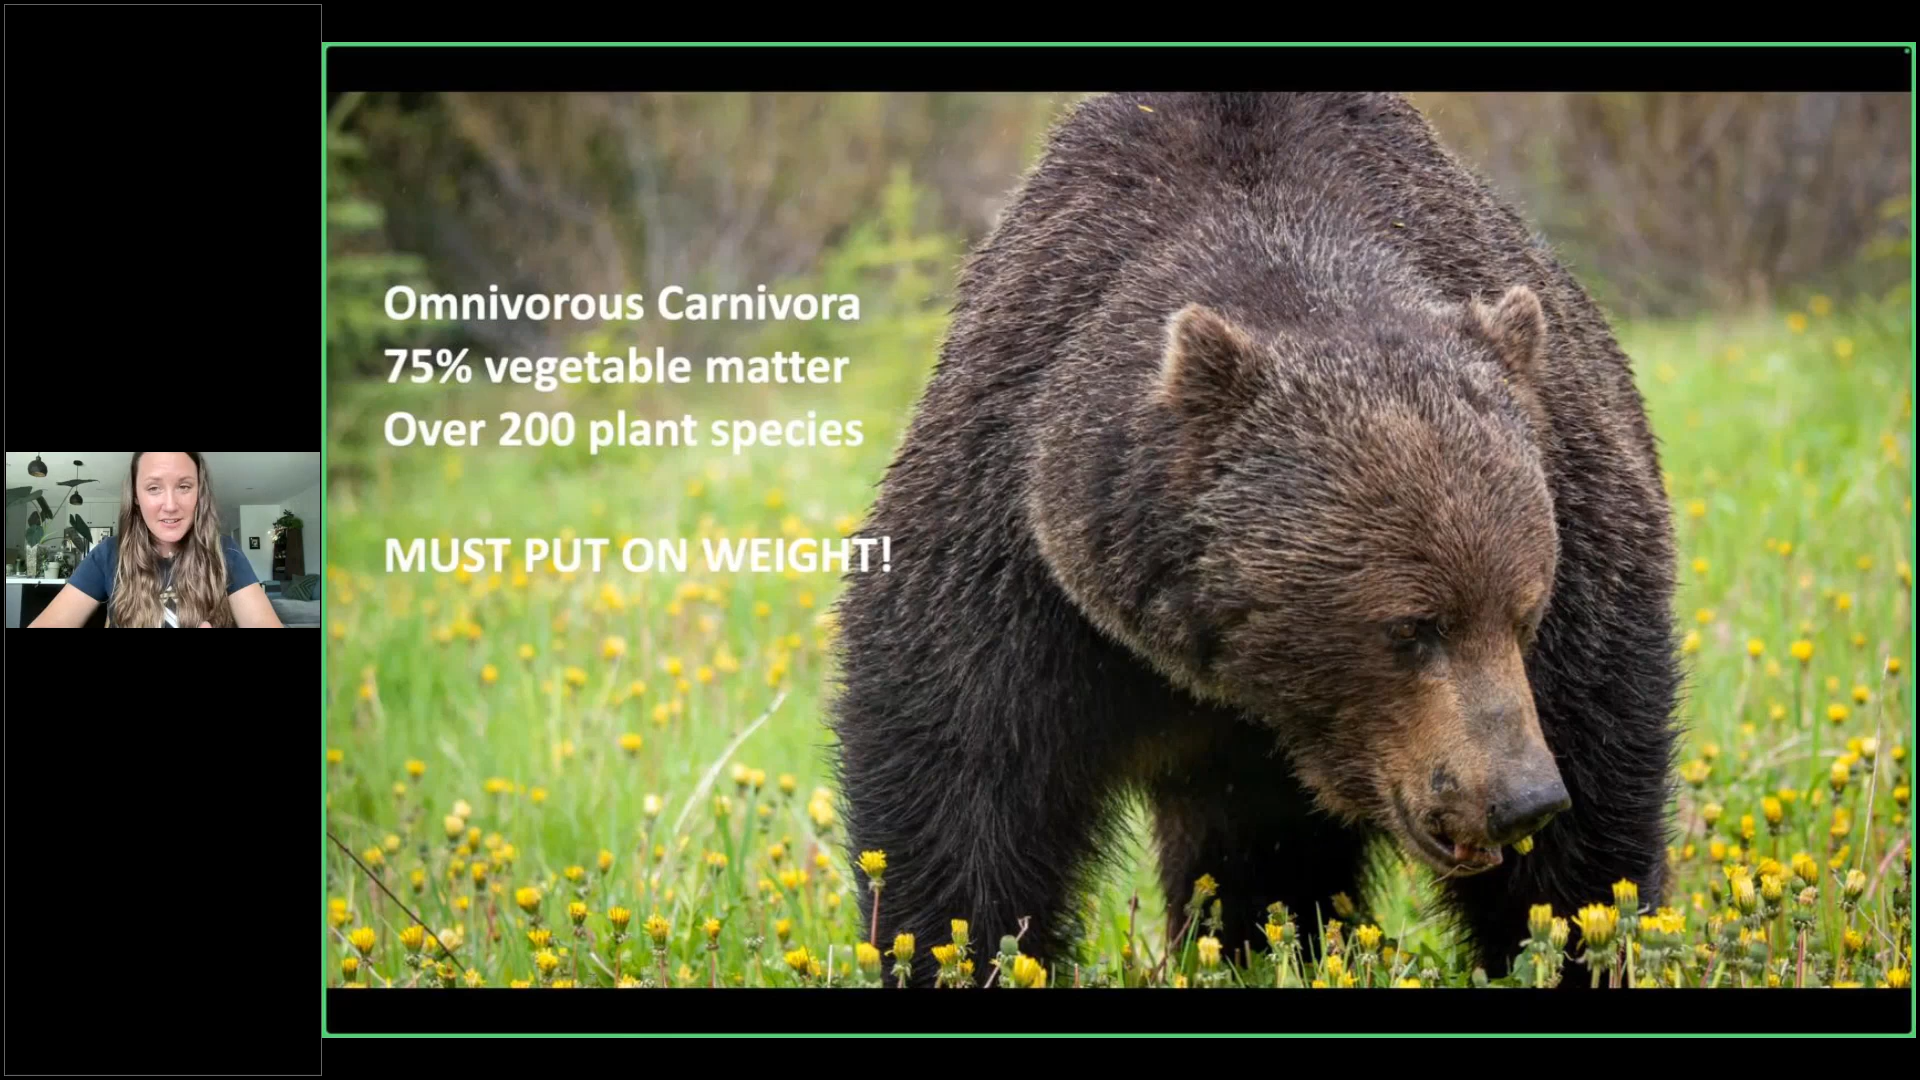 Omnivorous Carnivora
75% vegetable matter
Over 200 plant species
MUST PUT ON WEIGHT!